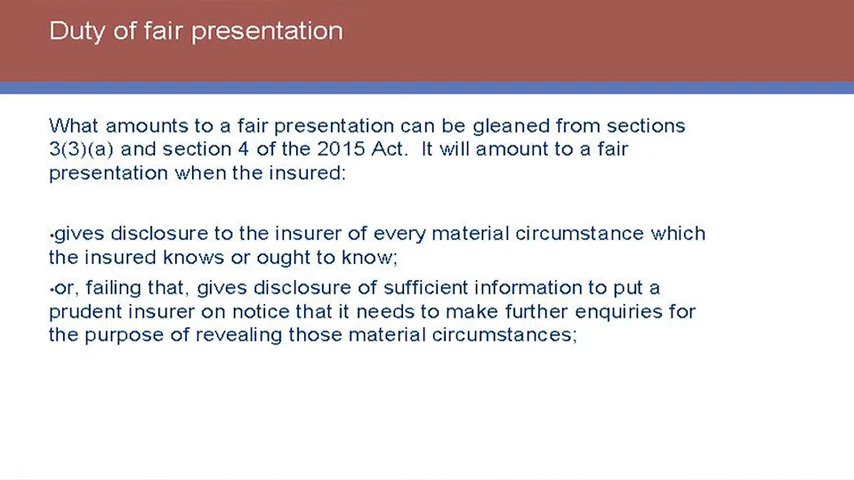 Duty of fair presentation
What amounts to a fair presentation can be gleaned from sections
3(3)(a) and section 4 of the 2015 Act.  It will amount to a fair
presentation when the insured:
•gives disclosure to the insurer of every material circumstance which
the insured knows or ought to know;
•or, failing that, gives disclosure of sufficient information to put a
prudent insurer on notice that it needs to make further enquiries for
the purpose of revealing those material circumstances;